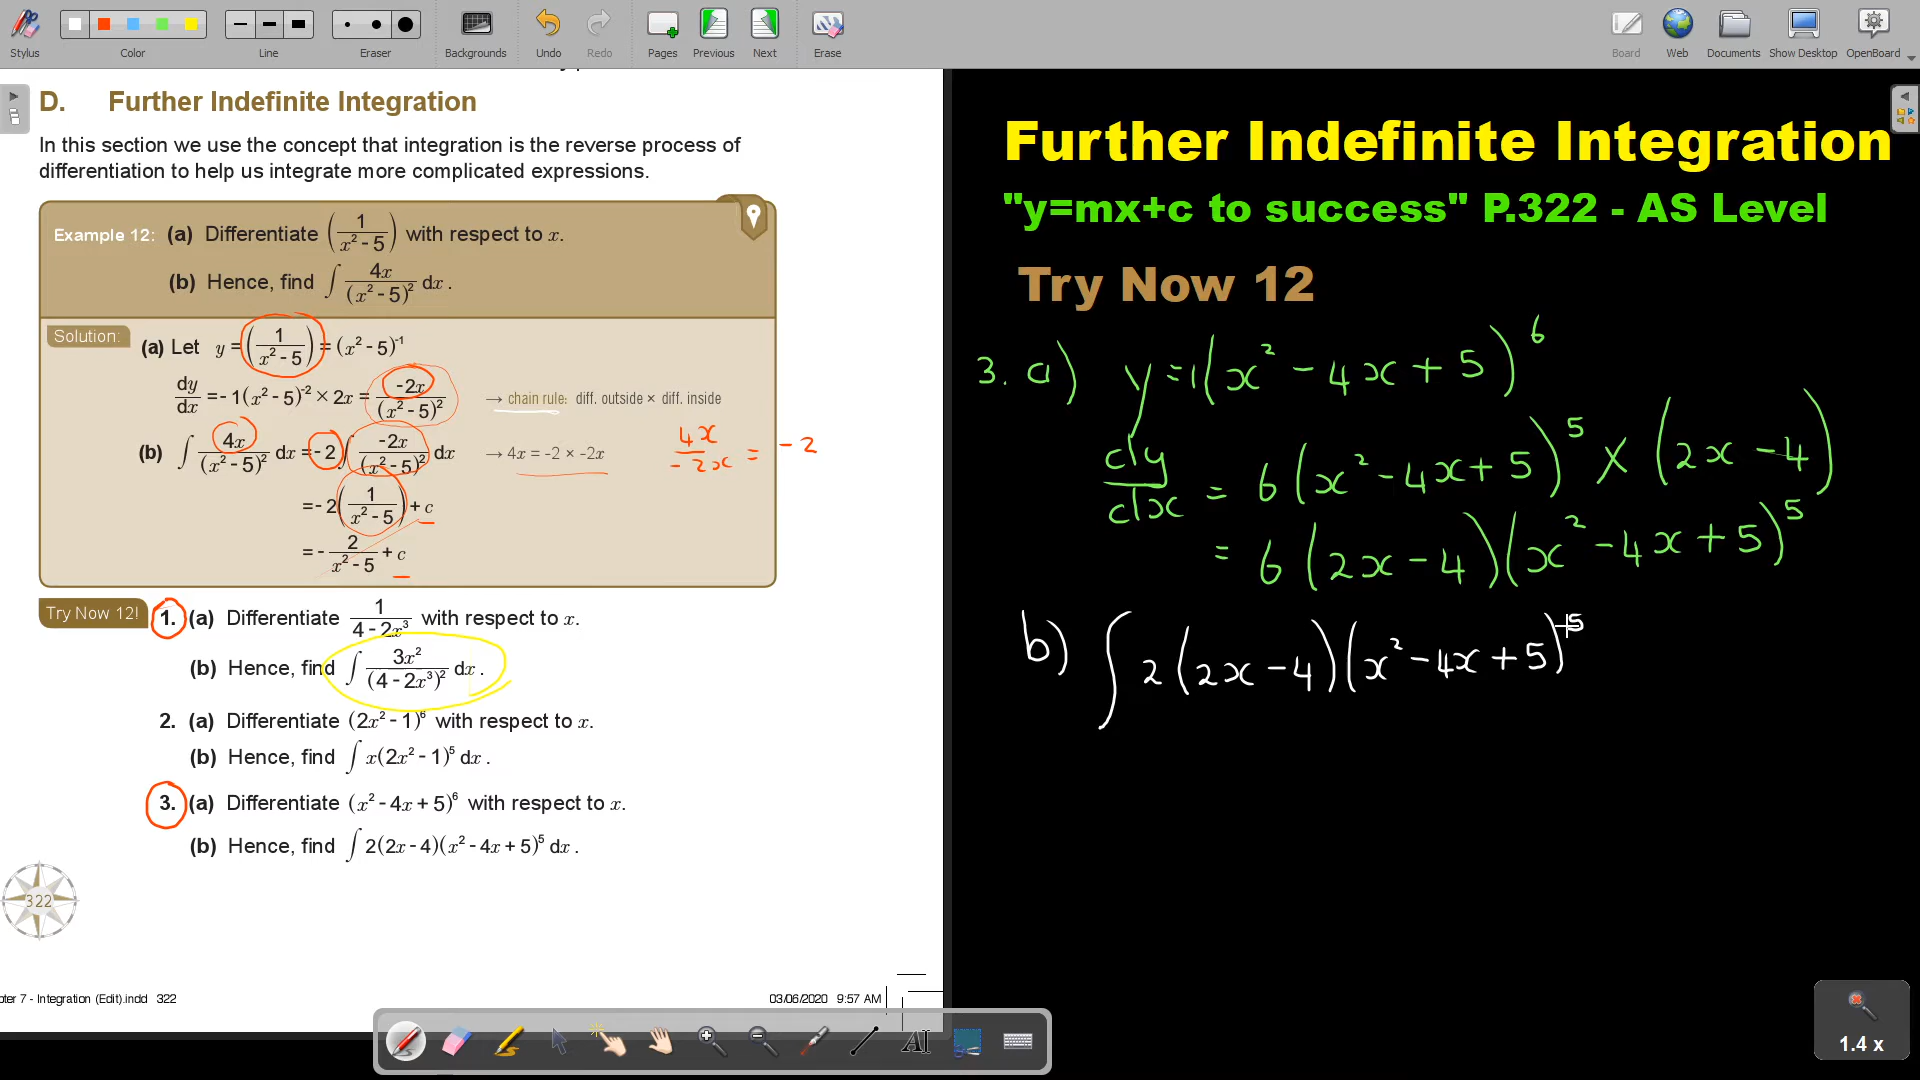 Stylus Color Line Eraser Backgrounds Undo Redo Pages Previous Next Erase Board Web Documents Show Desktop OpenBoard
D. Further Indefinite Integration
In this section we use the concept that integration is the reverse process of
differentiation to help us integrate more complicated expressions.
Example 12: (a) Differentiate (1/(x² - 5)) with respect to x.
(b) Hence, find ∫ 4x/(x² - 5)² dx .
Solution:
(a) Let y = (1/(x² - 5)) = (x² - 5)⁻¹
dy/dx = - 1(x² - 5)⁻² × 2x = -2x/(x² - 5)² → chain rule: diff. outside × diff. inside
(b) ∫ 4x/(x² - 5)² dx = - 2 ∫ -2x/(x² - 5)² dx → 4x = -2 × -2x
4x/-2x = -2
= - 2(1/(x² - 5)) + c
= - 2/(x² - 5) + c
Try Now 12!
1. (a) Differentiate 1/(4 - 2x³) with respect to x.
(b) Hence, find ∫ 3x²/(4 - 2x³)² dx .
2. (a) Differentiate (2x² - 1)⁶ with respect to x.
(b) Hence, find ∫ x(2x² - 1)⁵ dx .
3. (a) Differentiate (x² - 4x + 5)⁶ with respect to x.
(b) Hence, find ∫ 2(2x - 4)(x² - 4x + 5)⁵ dx .
322
pter 7 - Integration (Edit).indd 322
03/06/2020 9:57 AM
Further Indefinite Integration
"y=mx+c to success" P.322 - AS Level
Try Now 12
3. a) y = 1(x² - 4x + 5)⁶
dy/dx = 6(x² - 4x + 5)⁵ × (2x - 4)
= 6(2x - 4)(x² - 4x + 5)⁵
b) ∫ 2(2x - 4)(x² - 4x + 5)⁵
1.4 x